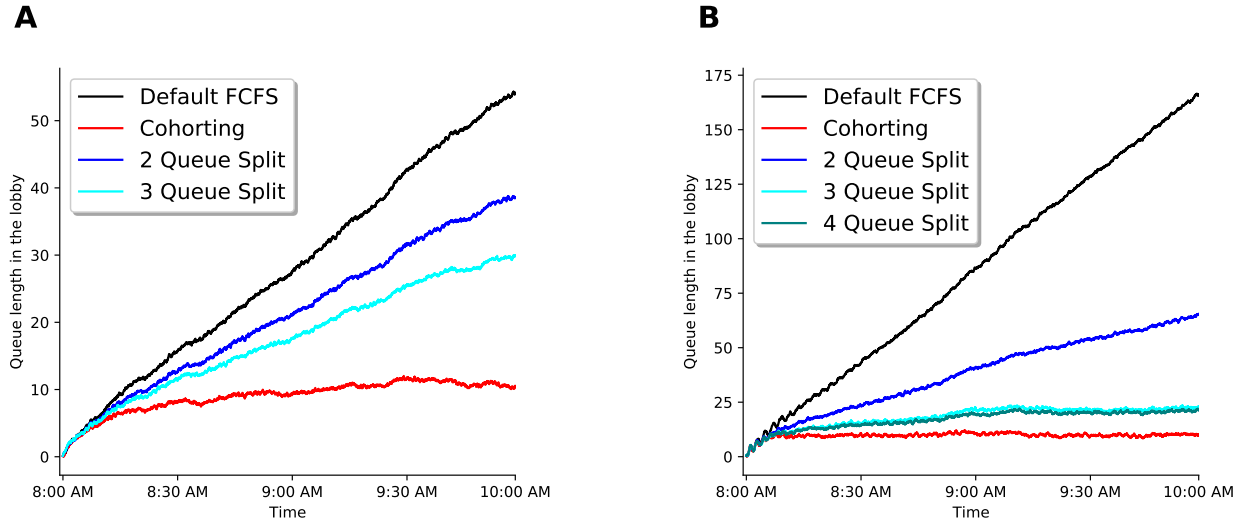 A
Queue length in the lobby
50
40
30
20
10
0
Default FCFS
Cohorting
2 Queue Split
3 Queue Split
8:00 AM 8:30 AM 9:00 AM 9:30 AM 10:00 AM
Time
B
Queue length in the lobby
175
150
125
100
75
50
25
0
Default FCFS
Cohorting
2 Queue Split
3 Queue Split
4 Queue Split
8:00 AM 8:30 AM 9:00 AM 9:30 AM 10:00 AM
Time